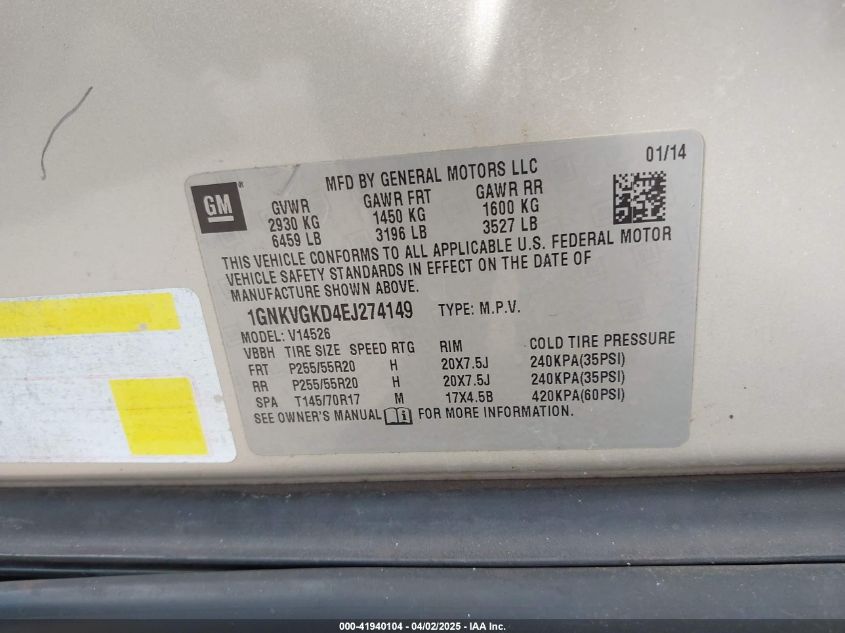 MFD BY GENERAL MOTORS LLC 01/14
GM
GVWR GAWR FRT GAWR RR
2930 KG 1450 KG 1600 KG
6459 LB 3196 LB 3527 LB
THIS VEHICLE CONFORMS TO ALL APPLICABLE U.S. FEDERAL MOTOR
VEHICLE SAFETY STANDARDS IN EFFECT ON THE DATE OF
MANUFACTURE SHOWN ABOVE.
1GNKVGKD4EJ274149 TYPE: M.P.V.
MODEL: V14526
VBBH TIRE SIZE SPEED RTG RIM COLD TIRE PRESSURE
FRT P255/55R20 H 20X7.5J 240KPA(35PSI)
RR P255/55R20 H 20X7.5J 240KPA(35PSI)
SPA T145/70R17 M 17X4.5B 420KPA(60PSI)
SEE OWNER'S MANUAL FOR MORE INFORMATION.
000-41940104 - 04/02/2025 - IAA Inc.